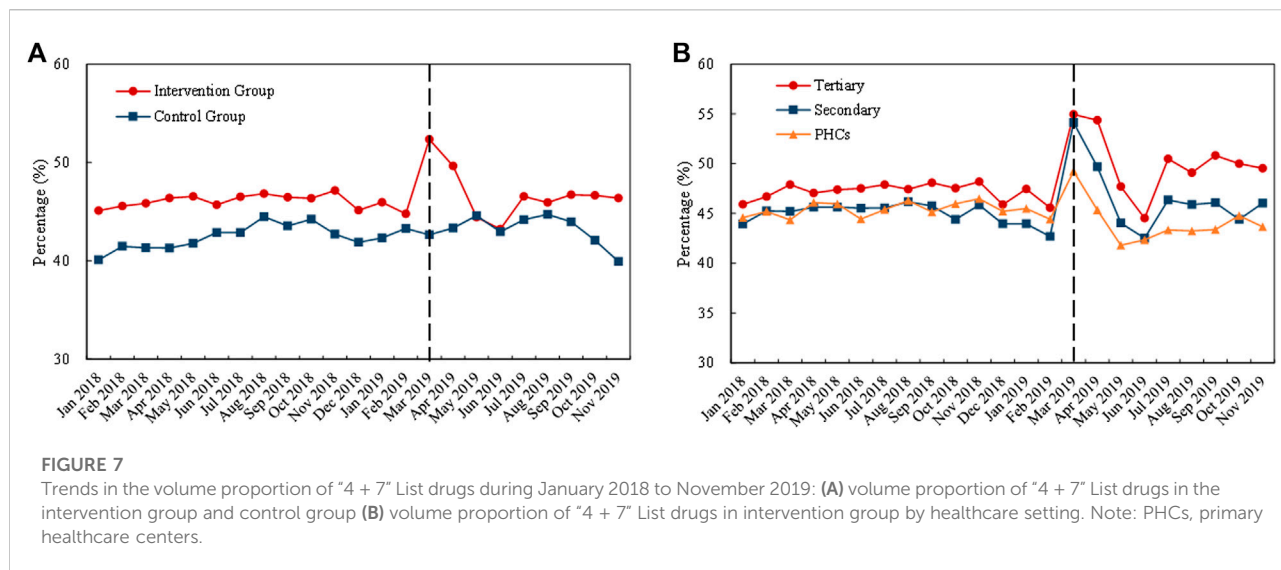 A
60
50
40
30
Percentage (%)
Intervention Group
Control Group
Jan 2018
Feb 2018
Mar 2018
Apr 2018
May 2018
Jun 2018
Jul 2018
Aug 2018
Sep 2018
Oct 2018
Nov 2018
Dec 2018
Jan 2019
Feb 2019
Mar 2019
Apr 2019
May 2019
Jun 2019
Jul 2019
Aug 2019
Sep 2019
Oct 2019
Nov 2019
B
60
55
50
45
40
35
30
Percentage (%)
Tertiary
Secondary
PHCs
Jan 2018
Feb 2018
Mar 2018
Apr 2018
May 2018
Jun 2018
Jul 2018
Aug 2018
Sep 2018
Oct 2018
Nov 2018
Dec 2018
Jan 2019
Feb 2019
Mar 2019
Apr 2019
May 2019
Jun 2019
Jul 2019
Aug 2019
Sep 2019
Oct 2019
Nov 2019
FIGURE 7
Trends in the volume proportion of “4 + 7” List drugs during January 2018 to November 2019: (A) volume proportion of “4 + 7” List drugs in the
intervention group and control group (B) volume proportion of “4 + 7” List drugs in intervention group by healthcare setting. Note: PHCs, primary
healthcare centers.